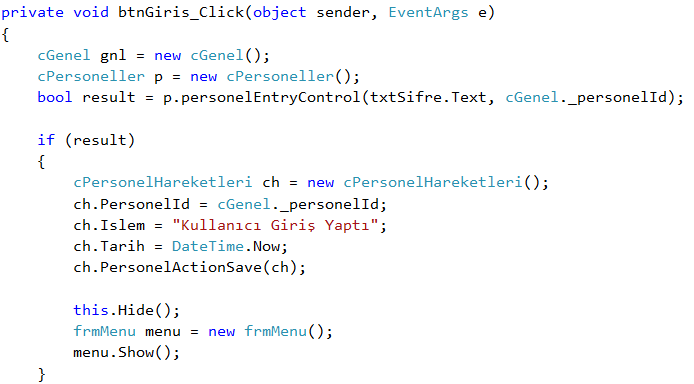 private void btnGiris_Click(object sender, EventArgs e)
{
    cGenel gnl = new cGenel();
    cPersoneller p = new cPersoneller();
    bool result = p.personelEntryControl(txtSifre.Text, cGenel._personelId);

    if (result)
    {
        cPersonelHareketleri ch = new cPersonelHareketleri();
        ch.PersonelId = cGenel._personelId;
        ch.Islem = "Kullanıcı Giriş Yaptı";
        ch.Tarih = DateTime.Now;
        ch.PersonelActionSave(ch);

        this.Hide();
        frmMenu menu = new frmMenu();
        menu.Show();
    }